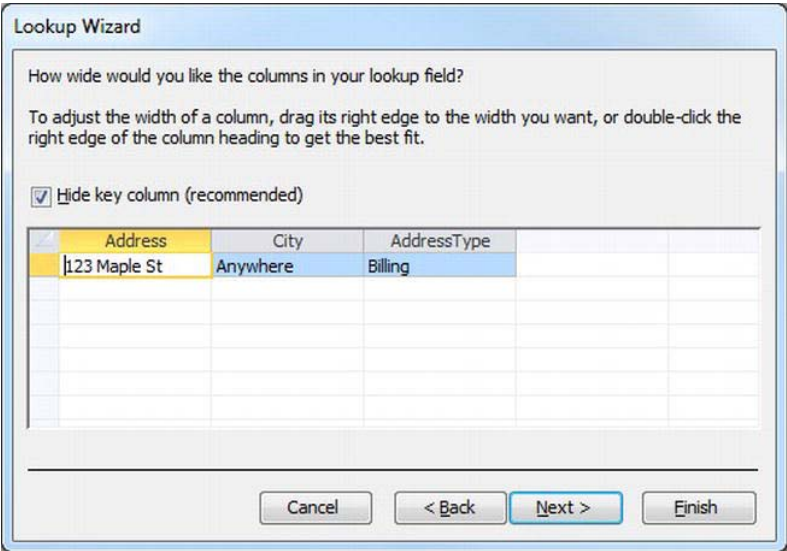 Lookup Wizard
How wide would you like the columns in your lookup field?
To adjust the width of a column, drag its right edge to the width you want, or double-click the
right edge of the column heading to get the best fit.
Hide key column (recommended)
Address City AddressType
123 Maple St Anywhere Billing
Cancel < Back Next > Finish